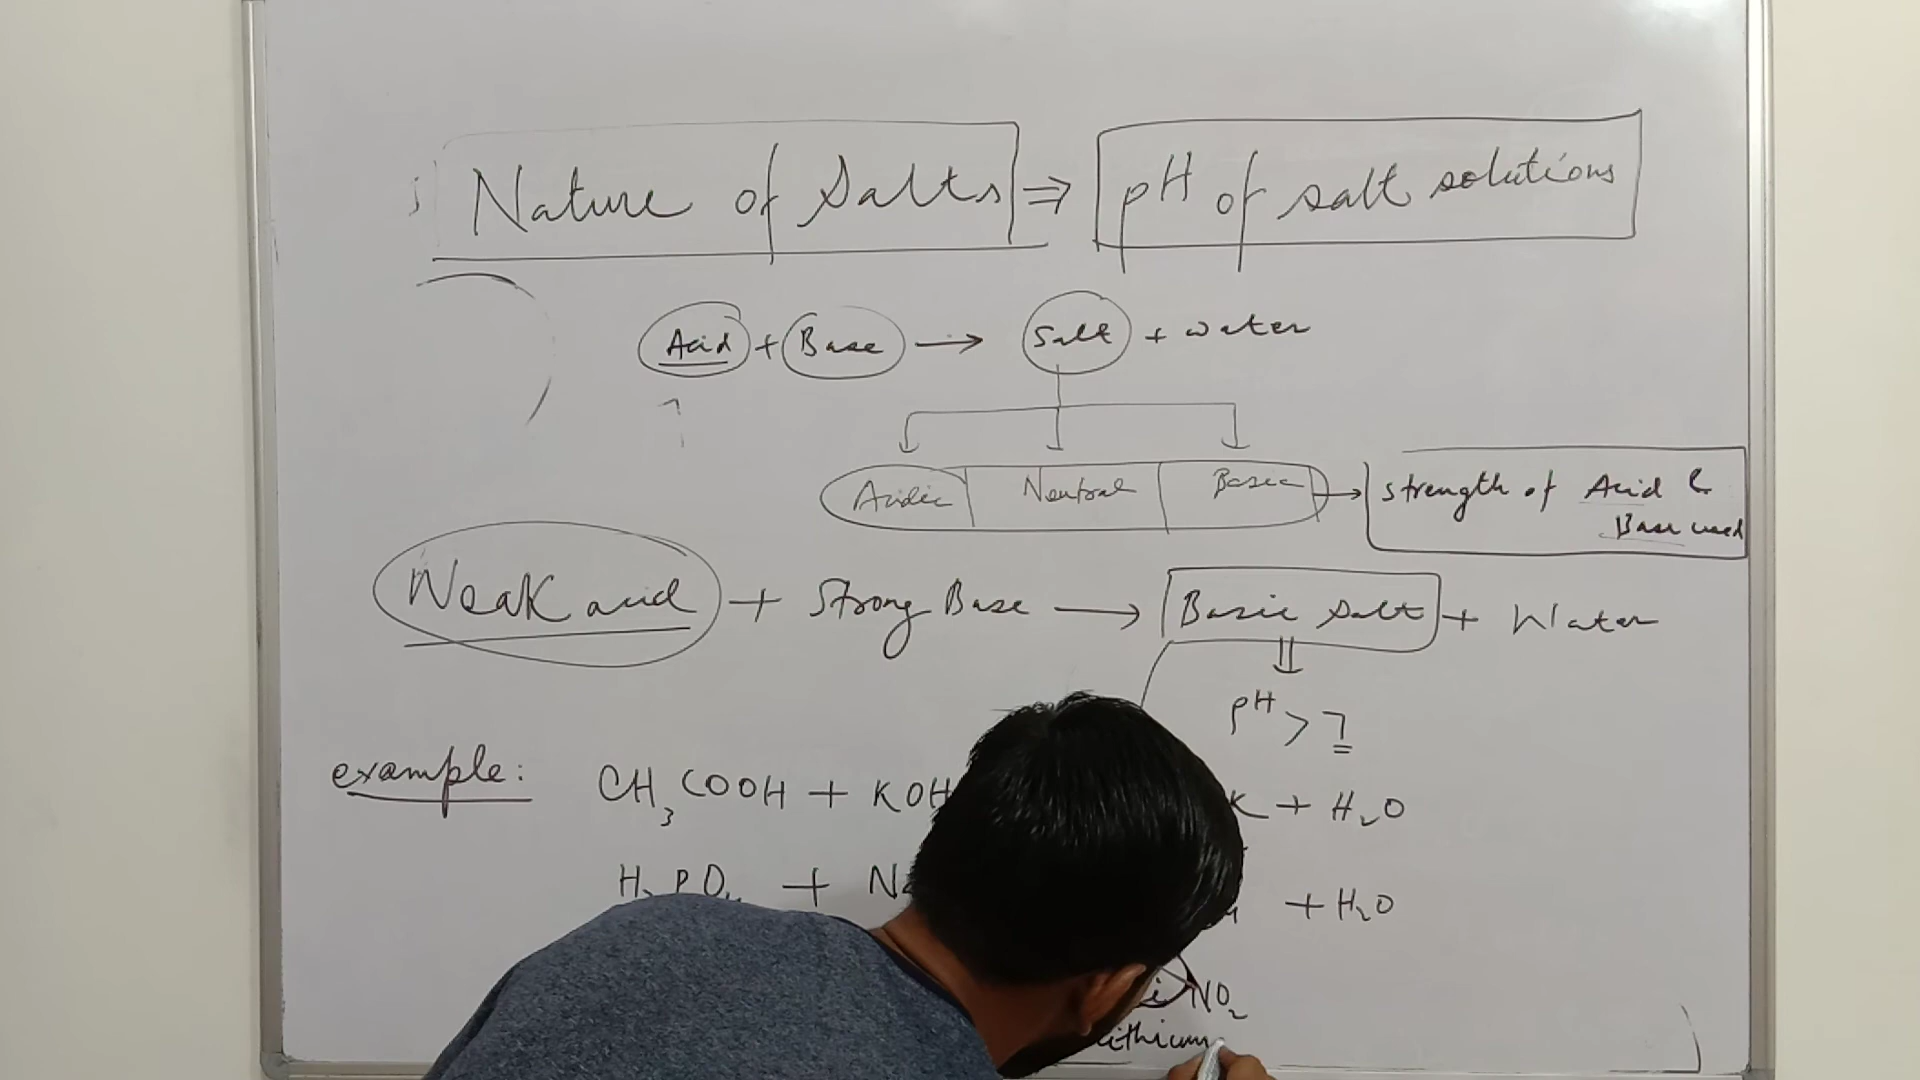 Nature of Salts ⇒ pH of salt solutions
Acid + Base → Salt + water
Acidic Neutral Basic → strength of Acid &
Base used
Weak acid + Strong Base → Basic Salt + Water
pH > 7
example: CH₃COOH + KOH K + H₂O
PO₄ + + H₂O
NO₂